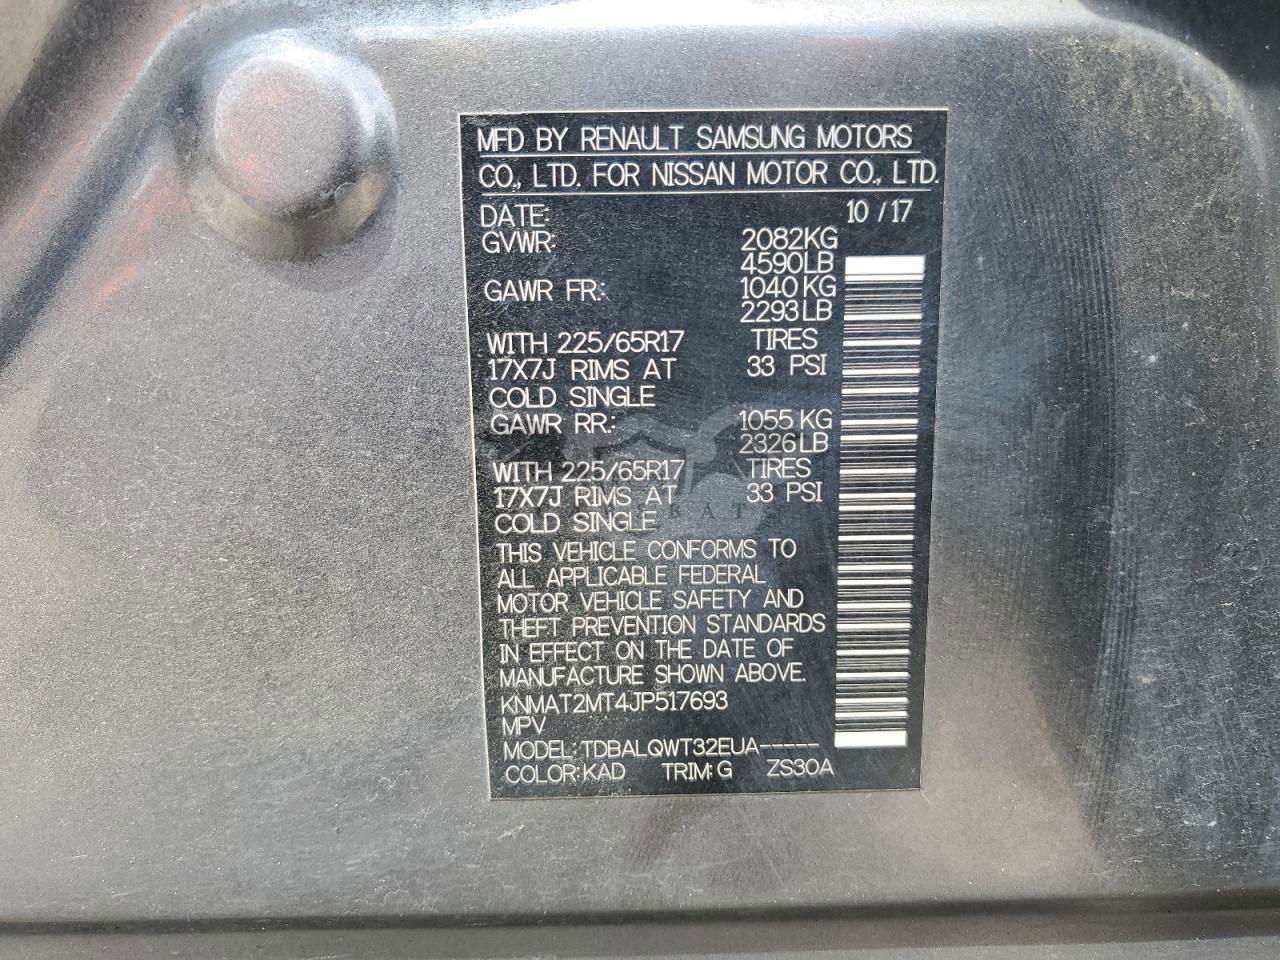 MFD BY RENAULT SAMSUNG MOTORS
CO., LTD. FOR NISSAN MOTOR CO., LTD.
DATE: 10 /17
GVWR: 2082KG
4590LB
GAWR FR: 1040 KG
2293LB
WITH 225/65R17 TIRES
17X7J RIMS AT 33 PSI
COLD SINGLE
GAWR RR: 1055 KG
2326LB
WITH 225/65R17 TIRES
17X7J RIMS AT 33 PSI
COLD SINGLE
THIS VEHICLE CONFORMS TO
ALL APPLICABLE FEDERAL
MOTOR VEHICLE SAFETY AND
THEFT PREVENTION STANDARDS
IN EFFECT ON THE DATE OF
MANUFACTURE SHOWN ABOVE.
KNMAT2MT4JP517693
MPV
MODEL: TDBALQWT32EUA-----
COLOR: KAD TRIM: G ZS30A